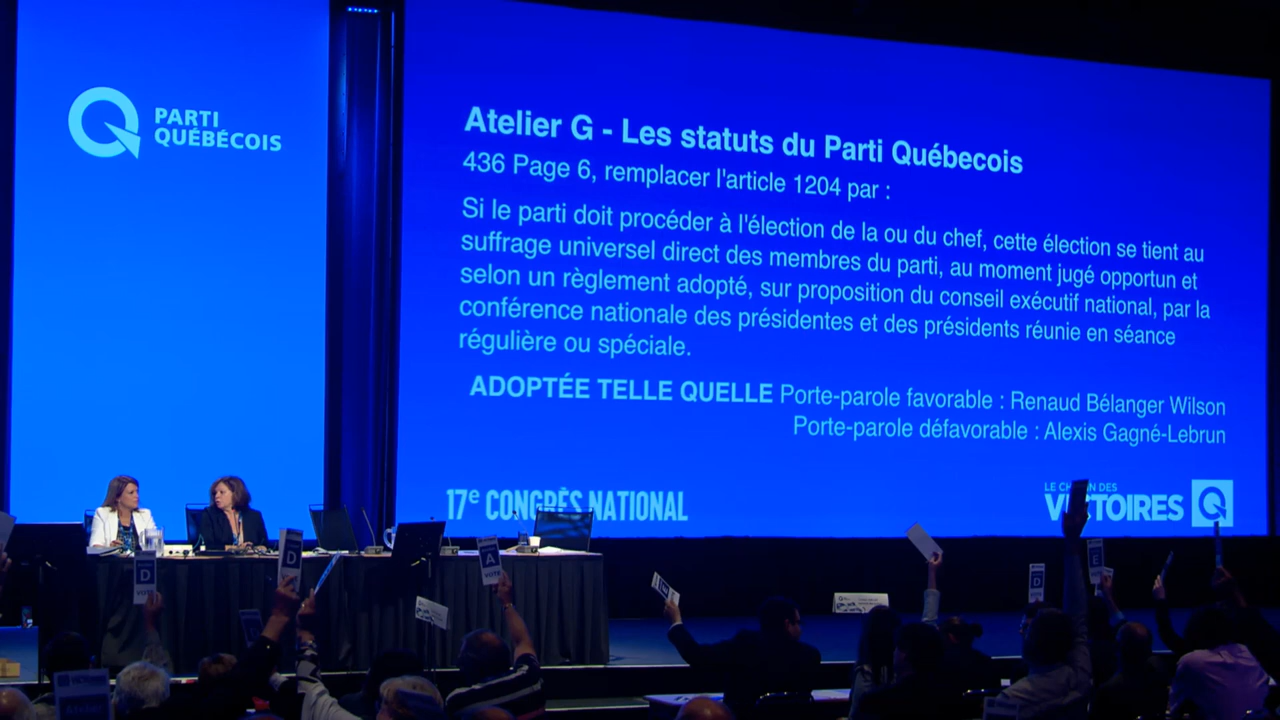 PARTI
QUÉBÉCOIS
Atelier G - Les statuts du Parti Québecois
436 Page 6, remplacer l'article 1204 par :
Si le parti doit procéder à l'élection de la ou du chef, cette élection se tient au
suffrage universel direct des membres du parti, au moment jugé opportun et
selon un règlement adopté, sur proposition du conseil exécutif national, par la
conférence nationale des présidentes et des présidents réunie en séance
régulière ou spéciale.
ADOPTÉE TELLE QUELLE Porte-parole favorable : Renaud Bélanger Wilson
Porte-parole défavorable : Alexis Gagné-Lebrun
17e CONGRÈS NATIONAL
LE CHEMIN DES
VICTOIRES
D
VOTE
D
A
VOTE
D
E